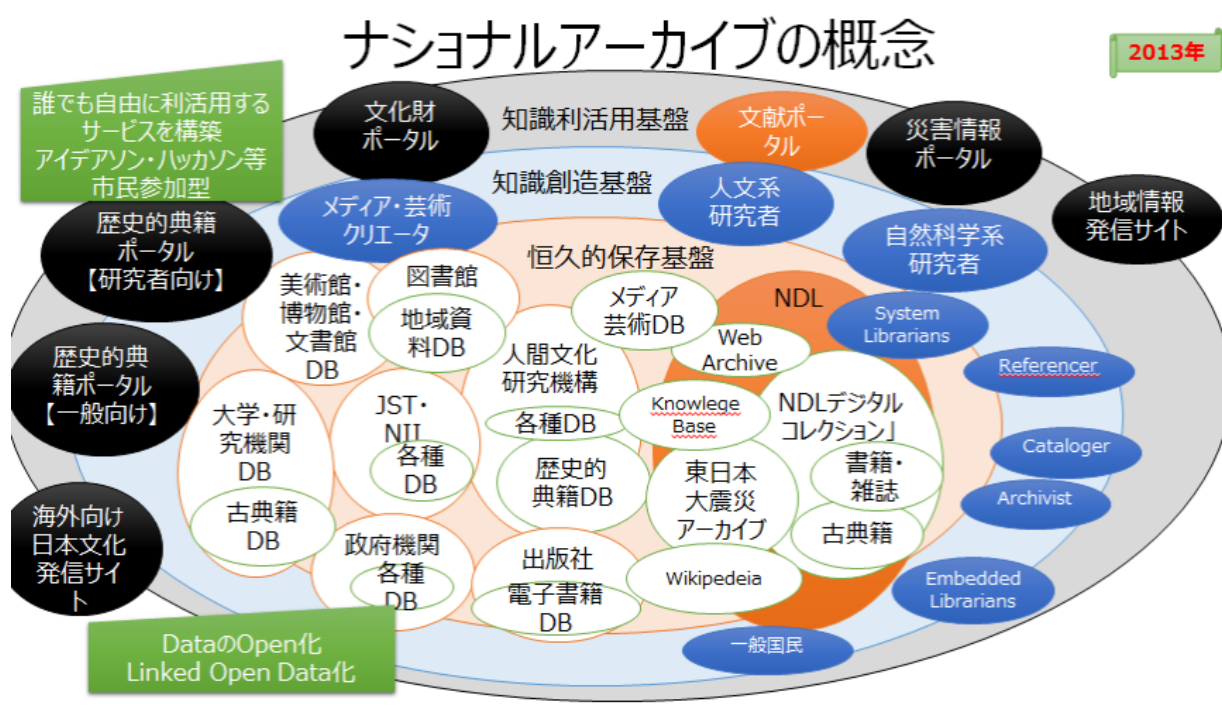 ナショナルアーカイブの概念
2013年
誰でも自由に利活用する
サービスを構築
アイデアソン・ハッカソン等
市民参加型
文化財
ポータル
知識利活用基盤
文献ポー
タル
災害情報
ポータル
地域情報
発信サイト
知識創造基盤
人文系
研究者
メディア・芸術
クリエータ
自然科学系
研究者
歴史的典籍
ポータル
【研究者向け】
恒久的保存基盤
美術館・
博物館・
文書館
DB
図書館
地域資
料DB
メディア
芸術DB
NDL
System
Librarians
Web
Archive
人間文化
研究機構
Referencer
歴史的典
籍ポータル
【一般向け】
大学・研
究機関
DB
古典籍
DB
JST・
NII
各種
DB
各種DB
歴史的
典籍DB
Knowlege
Base
NDLデジタル
コレクション」
書籍・
雑誌
古典籍
東日本
大震災
アーカイブ
Cataloger
Archivist
海外向け
日本文化
発信サイ
ト
政府機関
各種
DB
出版社
電子書籍
DB
Wikipedeia
Embedded
Librarians
一般国民
DataのOpen化
Linked Open Data化